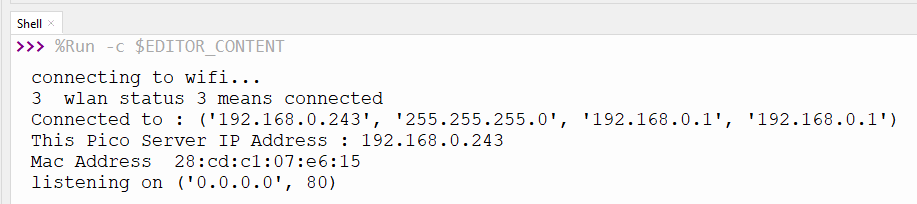 Shell ×
>>> %Run -c $EDITOR_CONTENT
connecting to wifi...
3  wlan status 3 means connected
Connected to : ('192.168.0.243', '255.255.255.0', '192.168.0.1', '192.168.0.1')
This Pico Server IP Address : 192.168.0.243
Mac Address  28:cd:c1:07:e6:15
listening on ('0.0.0.0', 80)